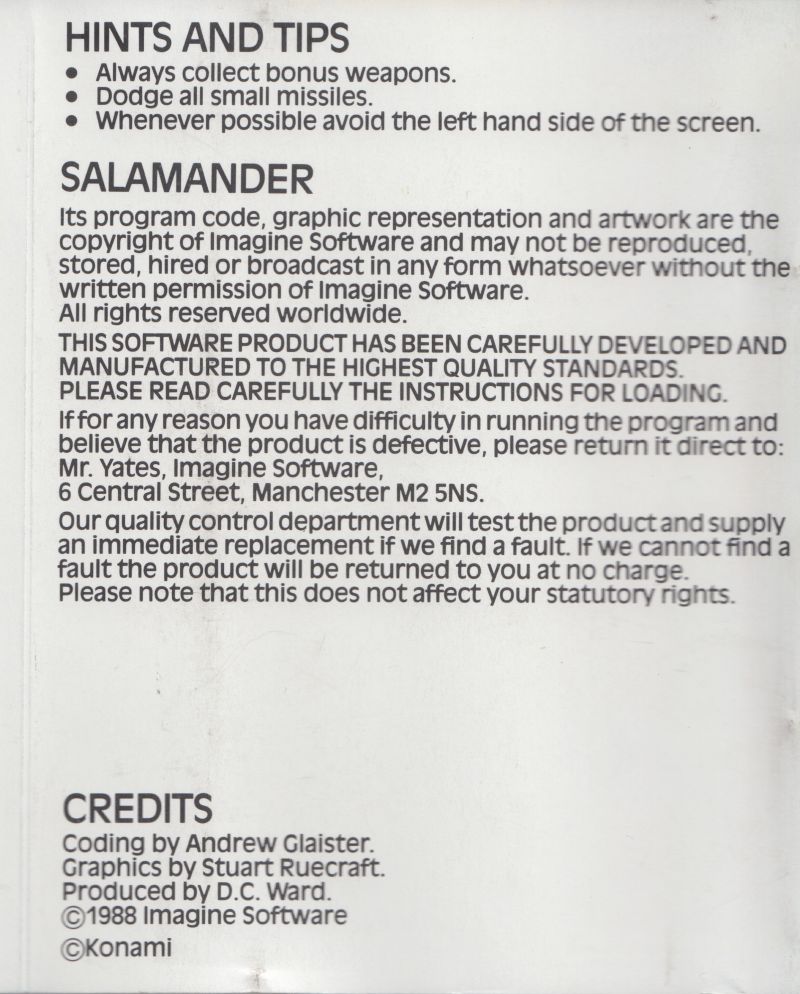 HINTS AND TIPS
• Always collect bonus weapons.
• Dodge all small missiles.
• Whenever possible avoid the left hand side of the screen.
SALAMANDER
Its program code, graphic representation and artwork are the
copyright of Imagine Software and may not be reproduced,
stored, hired or broadcast in any form whatsoever without the
written permission of Imagine Software.
All rights reserved worldwide.
THIS SOFTWARE PRODUCT HAS BEEN CAREFULLY DEVELOPED AND
MANUFACTURED TO THE HIGHEST QUALITY STANDARDS.
PLEASE READ CAREFULLY THE INSTRUCTIONS FOR LOADING.
If for any reason you have difficulty in running the program and
believe that the product is defective, please return it direct to:
Mr. Yates, Imagine Software,
6 Central Street, Manchester M2 5NS.
Our quality control department will test the product and supply
an immediate replacement if we find a fault. If we cannot find a
fault the product will be returned to you at no charge.
Please note that this does not affect your statutory rights.
CREDITS
Coding by Andrew Glaister.
Graphics by Stuart Ruecraft.
Produced by D.C. Ward.
©1988 Imagine Software
©Konami